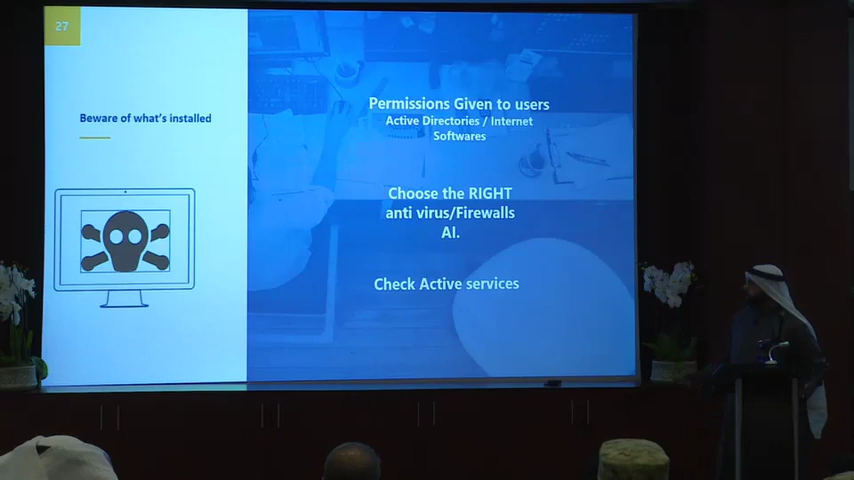 27
Beware of what's installed
Permissions Given to users
Active Directories / Internet
Softwares
Choose the RIGHT
anti virus/Firewalls
AI.
Check Active services